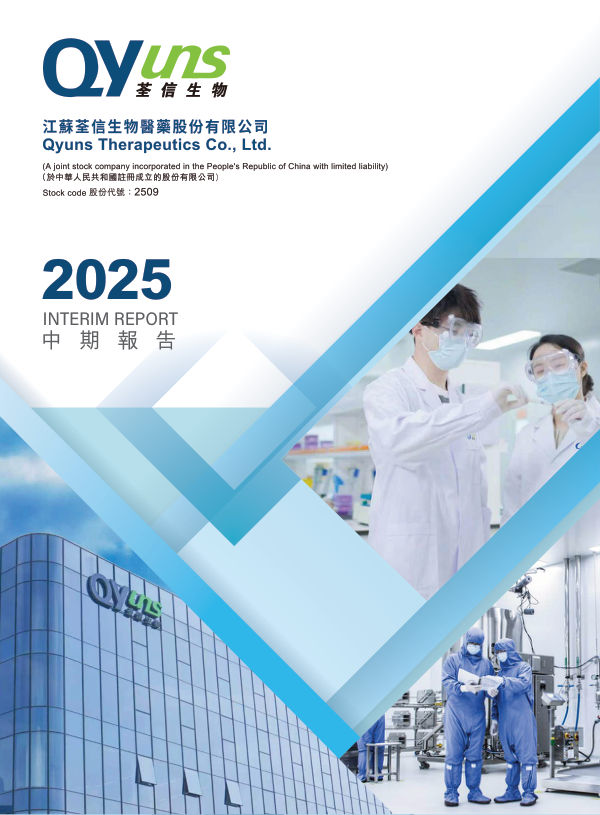 QYuns
荃信生物
江蘇荃信生物醫藥股份有限公司
Qyuns Therapeutics Co., Ltd.
(A joint stock company incorporated in the People's Republic of China with limited liability)
(於中華人民共和國註冊成立的股份有限公司)
Stock code 股份代號：2509
2025
INTERIM REPORT
中期報告
QYuns